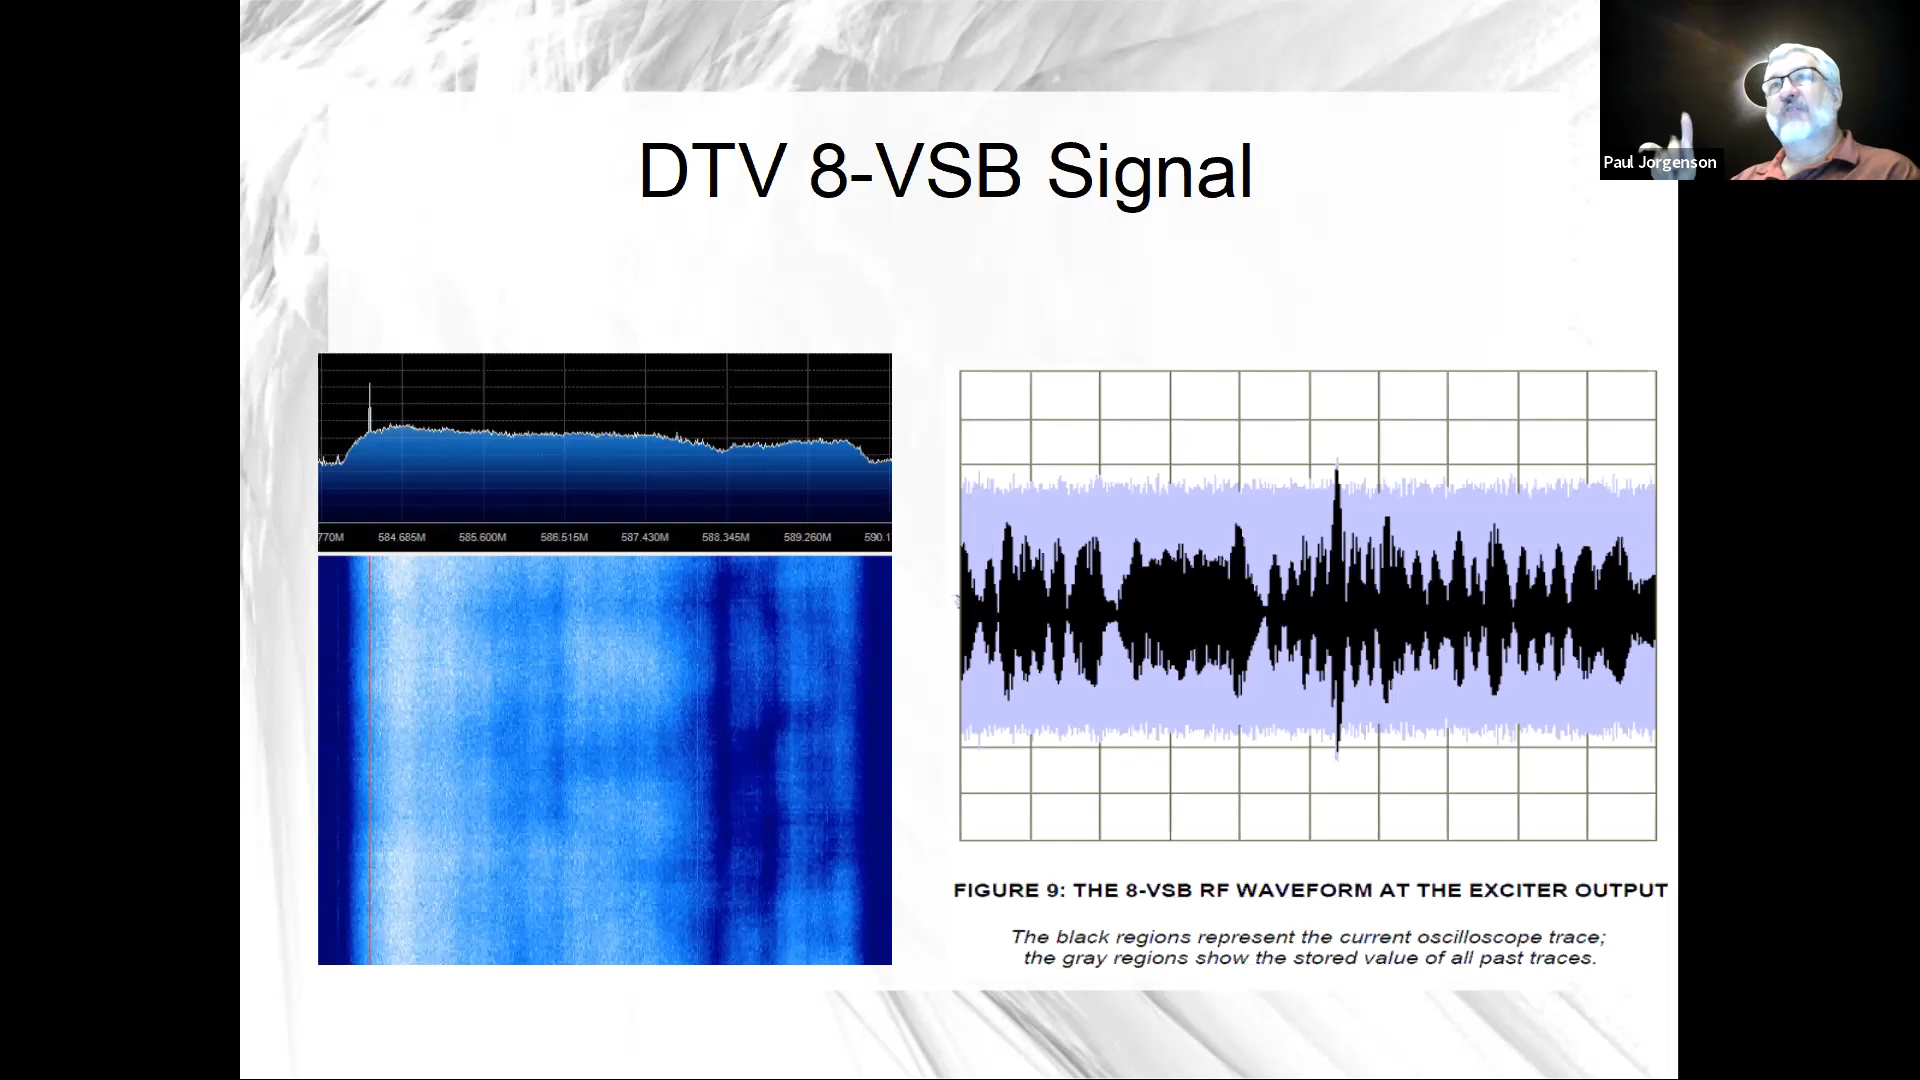 DTV 8-VSB Signal
Paul Jorgenson
770M 584.685M 585.600M 586.515M 587.430M 588.345M 589.260M 590.1
FIGURE 9: THE 8-VSB RF WAVEFORM AT THE EXCITER OUTPUT
The black regions represent the current oscilloscope trace;
the gray regions show the stored value of all past traces.